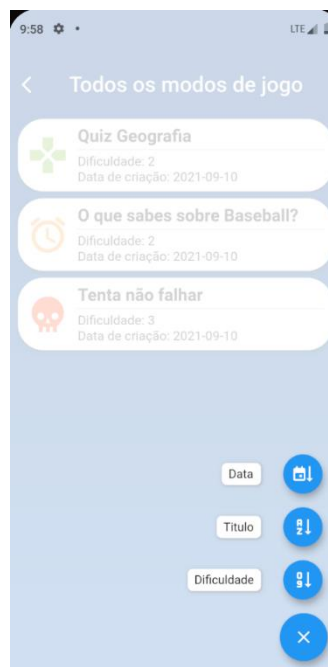 9:58
LTE
Todos os modos de jogo
Quiz Geografia
Dificuldade: 2
Data de criação: 2021-09-10
O que sabes sobre Baseball?
Dificuldade: 2
Data de criação: 2021-09-10
Tenta não falhar
Dificuldade: 3
Data de criação: 2021-09-10
Data
Titulo
Dificuldade